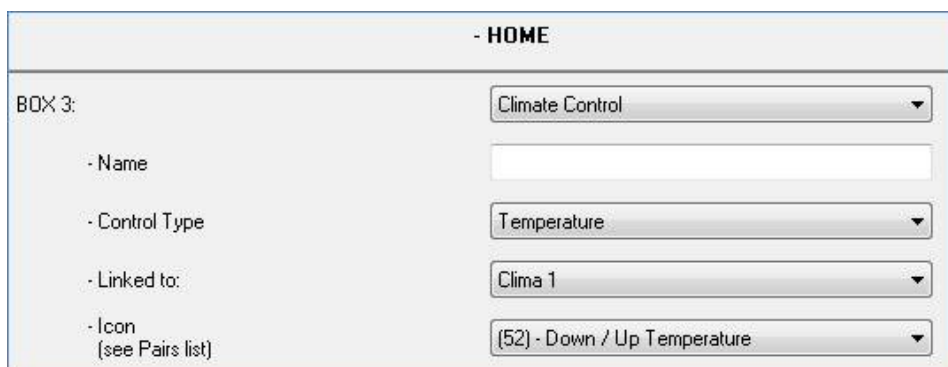 - HOME
BOX 3: Climate Control
- Name
- Control Type Temperature
- Linked to: Clima 1
- Icon
(see Pairs list) (52) - Down / Up Temperature